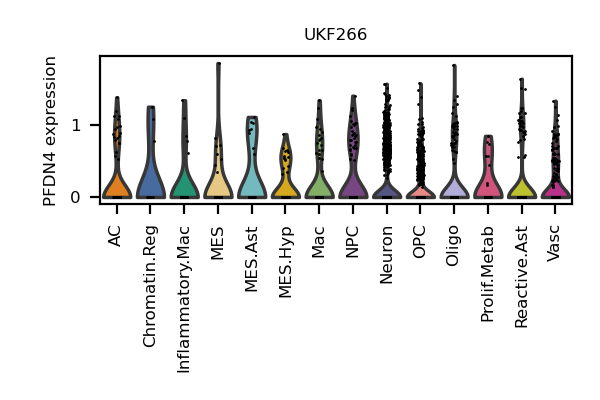 UKF266
PFDN4 expression
1
0
AC
Chromatin.Reg
Inflammatory.Mac
MES
MES.Ast
MES.Hyp
Mac
NPC
Neuron
OPC
Oligo
Prolif.Metab
Reactive.Ast
Vasc